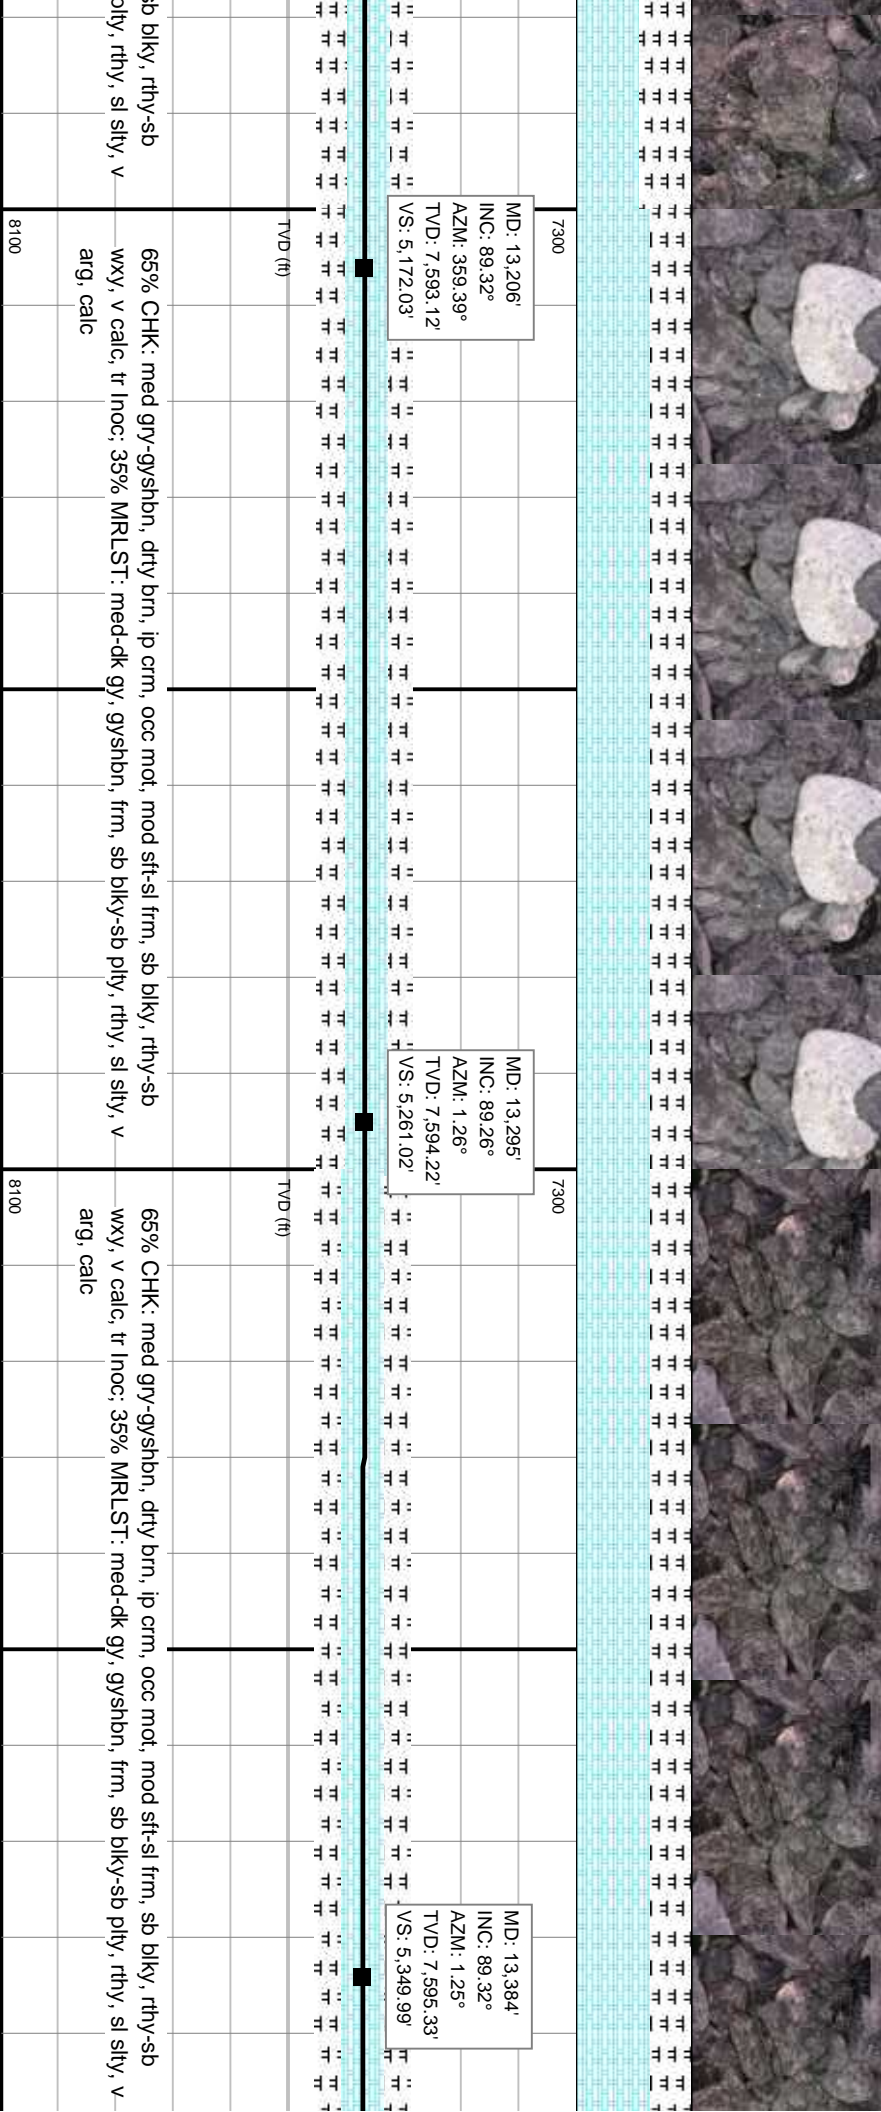 sb blky, rthy-sb
plty, rthy, sl slty, v
7300
TVD (ft)
8100
MD: 13,206'
INC: 89.32°
AZM: 359.39°
TVD: 7,593.12'
VS: 5,172.03'
65% CHK: med gry-gyshbn, drty brn, ip crm, occ mot, mod sft-sl frm, sb blky, rthy-sb
wxy, v calc, tr Inoc; 35% MRLST: med-dk gy, gyshbn, frm, sb blky-sb plty, rthy, sl slty, v
arg, calc
MD: 13,295'
INC: 89.26°
AZM: 1.26°
TVD: 7,594.22'
VS: 5,261.02'
7300
TVD (ft)
8100
65% CHK: med gry-gyshbn, drty brn, ip crm, occ mot, mod sft-sl frm, sb blky, rthy-sb
wxy, v calc, tr Inoc; 35% MRLST: med-dk gy, gyshbn, frm, sb blky-sb plty, rthy, sl slty, v
arg, calc
MD: 13,384'
INC: 89.32°
AZM: 1.25°
TVD: 7,595.33'
VS: 5,349.99'